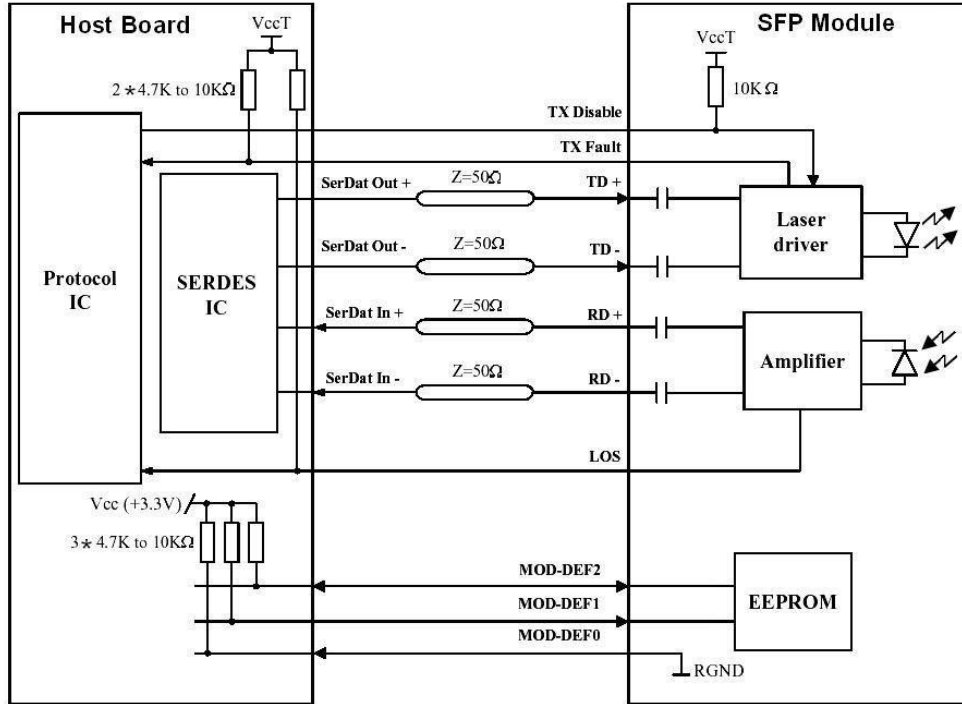 Host Board
SFP Module
VccT
VccT
2*4.7K to 10KΩ
10KΩ
TX Disable
TX Fault
SerDat Out +
Z=50Ω
TD +
Laser driver
SerDat Out -
Z=50Ω
TD -
Protocol IC
SERDES IC
SerDat In +
Z=50Ω
RD +
Amplifier
SerDat In -
Z=50Ω
RD -
LOS
Vcc (+3.3V)
3*4.7K to 10KΩ
MOD-DEF2
MOD-DEF1
EEPROM
MOD-DEF0
RGND